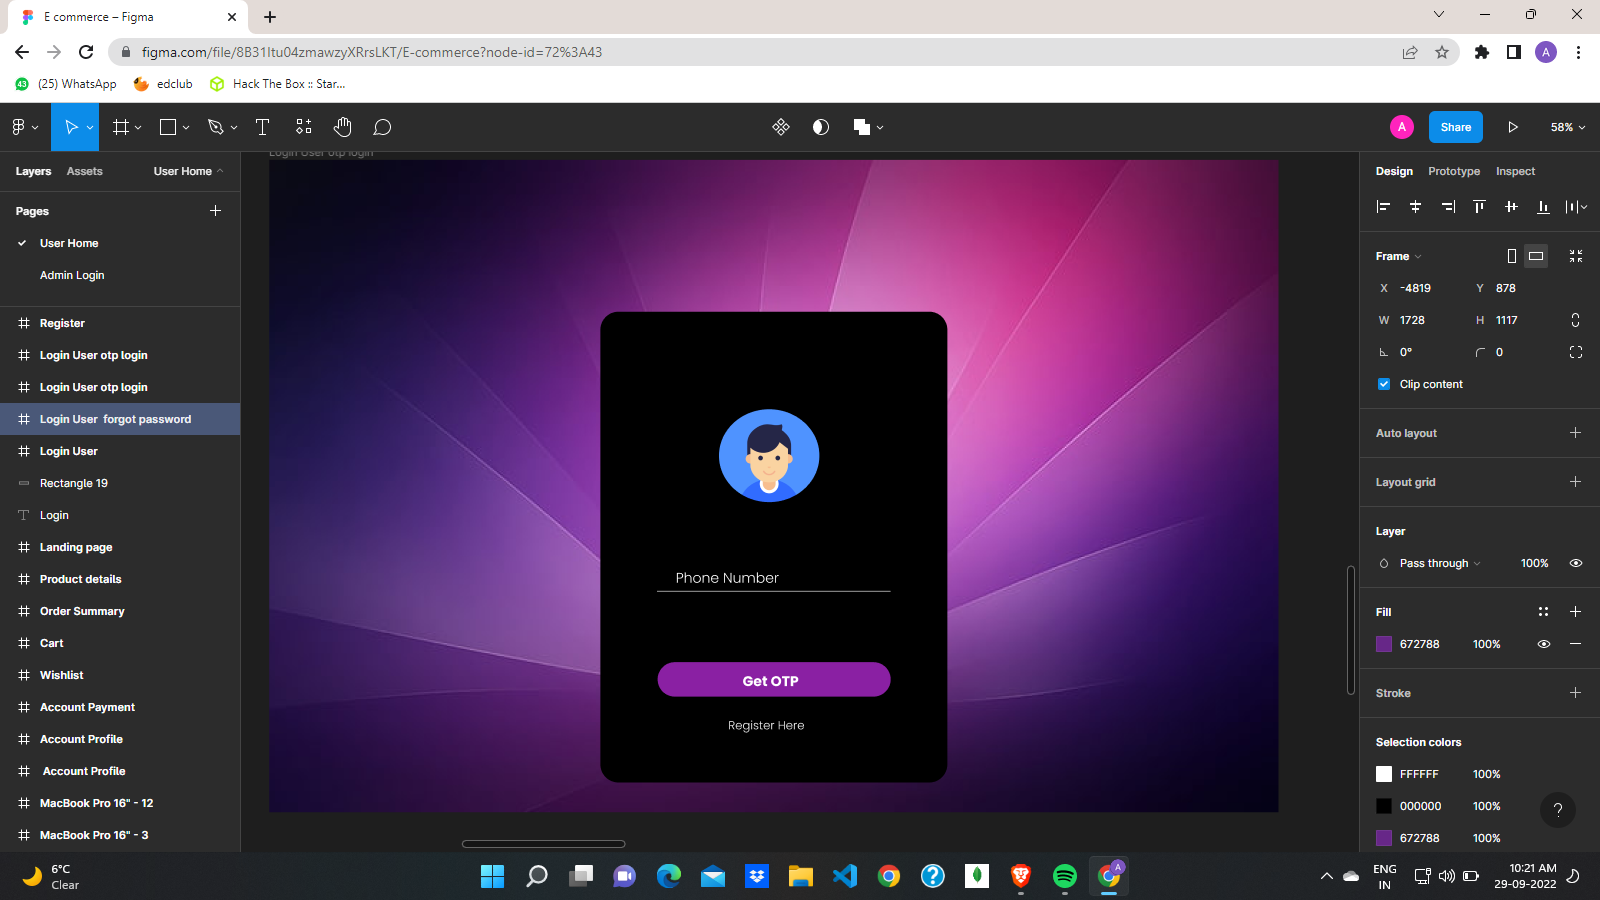 E commerce – Figma
figma.com/file/8B31Itu04zmawzyXRrsLKT/E-commerce?node-id=72%3A43
A
43
(25) WhatsApp
edclub
Hack The Box :: Star...
A
Share
58%
Layers
Assets
User Home
Login User otp login
Design
Prototype
Inspect
Pages
User Home
Admin Login
Register
Login User otp login
Login User otp login
Login User  forgot password
Login User
Rectangle 19
Login
Landing page
Product details
Order Summary
Cart
Wishlist
Account Payment
Account Profile
Account Profile
MacBook Pro 16" - 12
MacBook Pro 16" - 3
Phone Number
Get OTP
Register Here
Frame
X -4819 Y 878
W 1728 H 1117
0° 0
Clip content
Auto layout
Layout grid
Layer
Pass through 100%
Fill
672788 100%
Stroke
Selection colors
FFFFFF 100%
000000 100%
672788 100%
?
6°C
Clear
A
ENG
IN
10:21 AM
29-09-2022